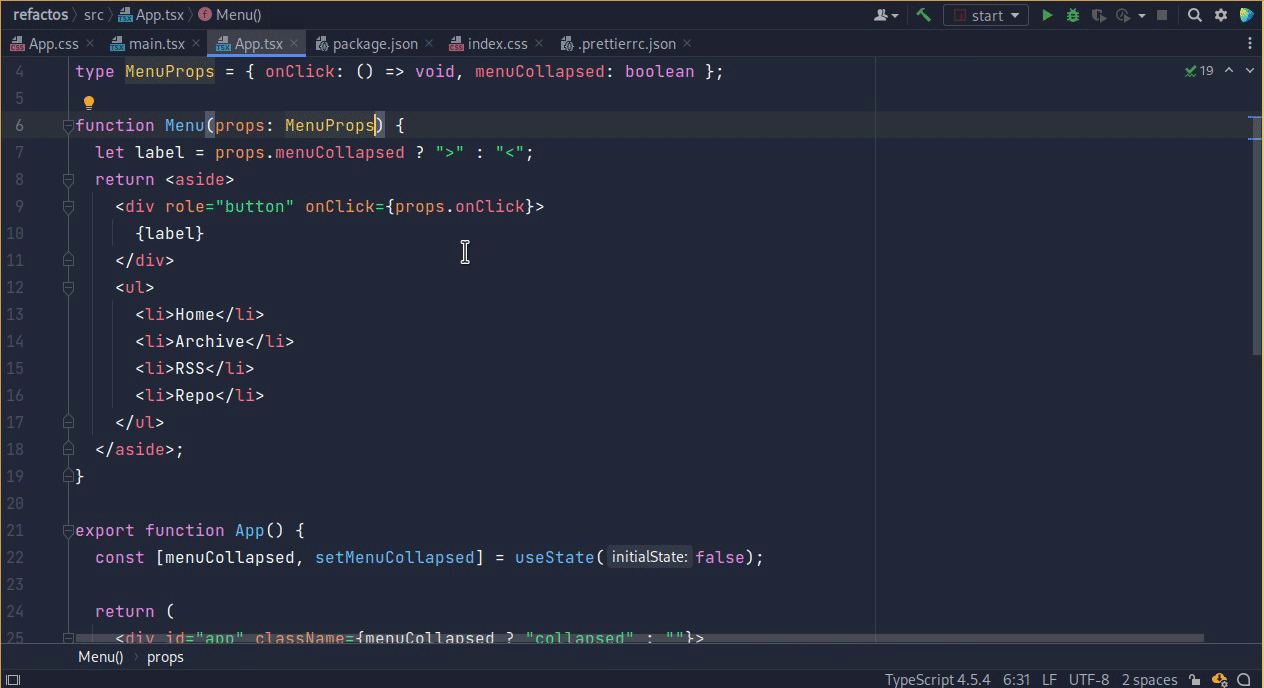 refactos src App.tsx Menu() start
App.css main.tsx App.tsx package.json index.css .prettierrc.json
4 type MenuProps = { onClick: () => void, menuCollapsed: boolean }; 19
5
6 function Menu(props: MenuProps) {
7 let label = props.menuCollapsed ? ">" : "<";
8 return <aside>
9 <div role="button" onClick={props.onClick}>
10 {label}
11 </div>
12 <ul>
13 <li>Home</li>
14 <li>Archive</li>
15 <li>RSS</li>
16 <li>Repo</li>
17 </ul>
18 </aside>;
19 }
20
21 export function App() {
22 const [menuCollapsed, setMenuCollapsed] = useState( initialState: false);
23
24 return (
25 <div id="app" className={menuCollapsed ? "collapsed" : ""}>
Menu() props
TypeScript 4.5.4 6:31 LF UTF-8 2 spaces